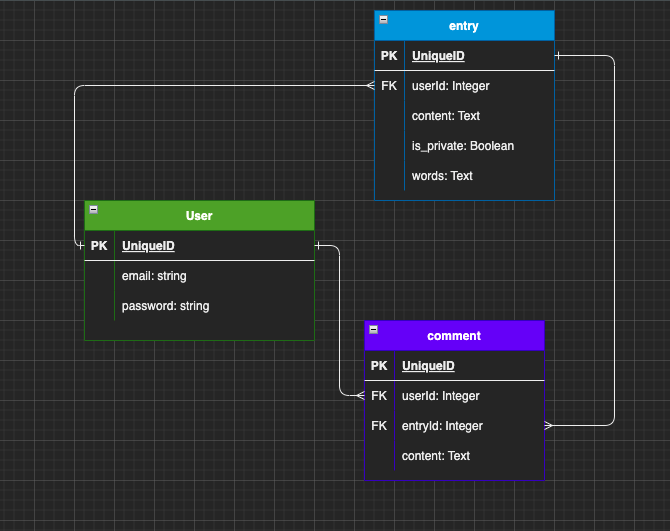 entry
PK UniqueID
FK userId: Integer
content: Text
is_private: Boolean
words: Text
User
PK UniqueID
email: string
password: string
comment
PK UniqueID
FK userId: Integer
FK entryId: Integer
content: Text